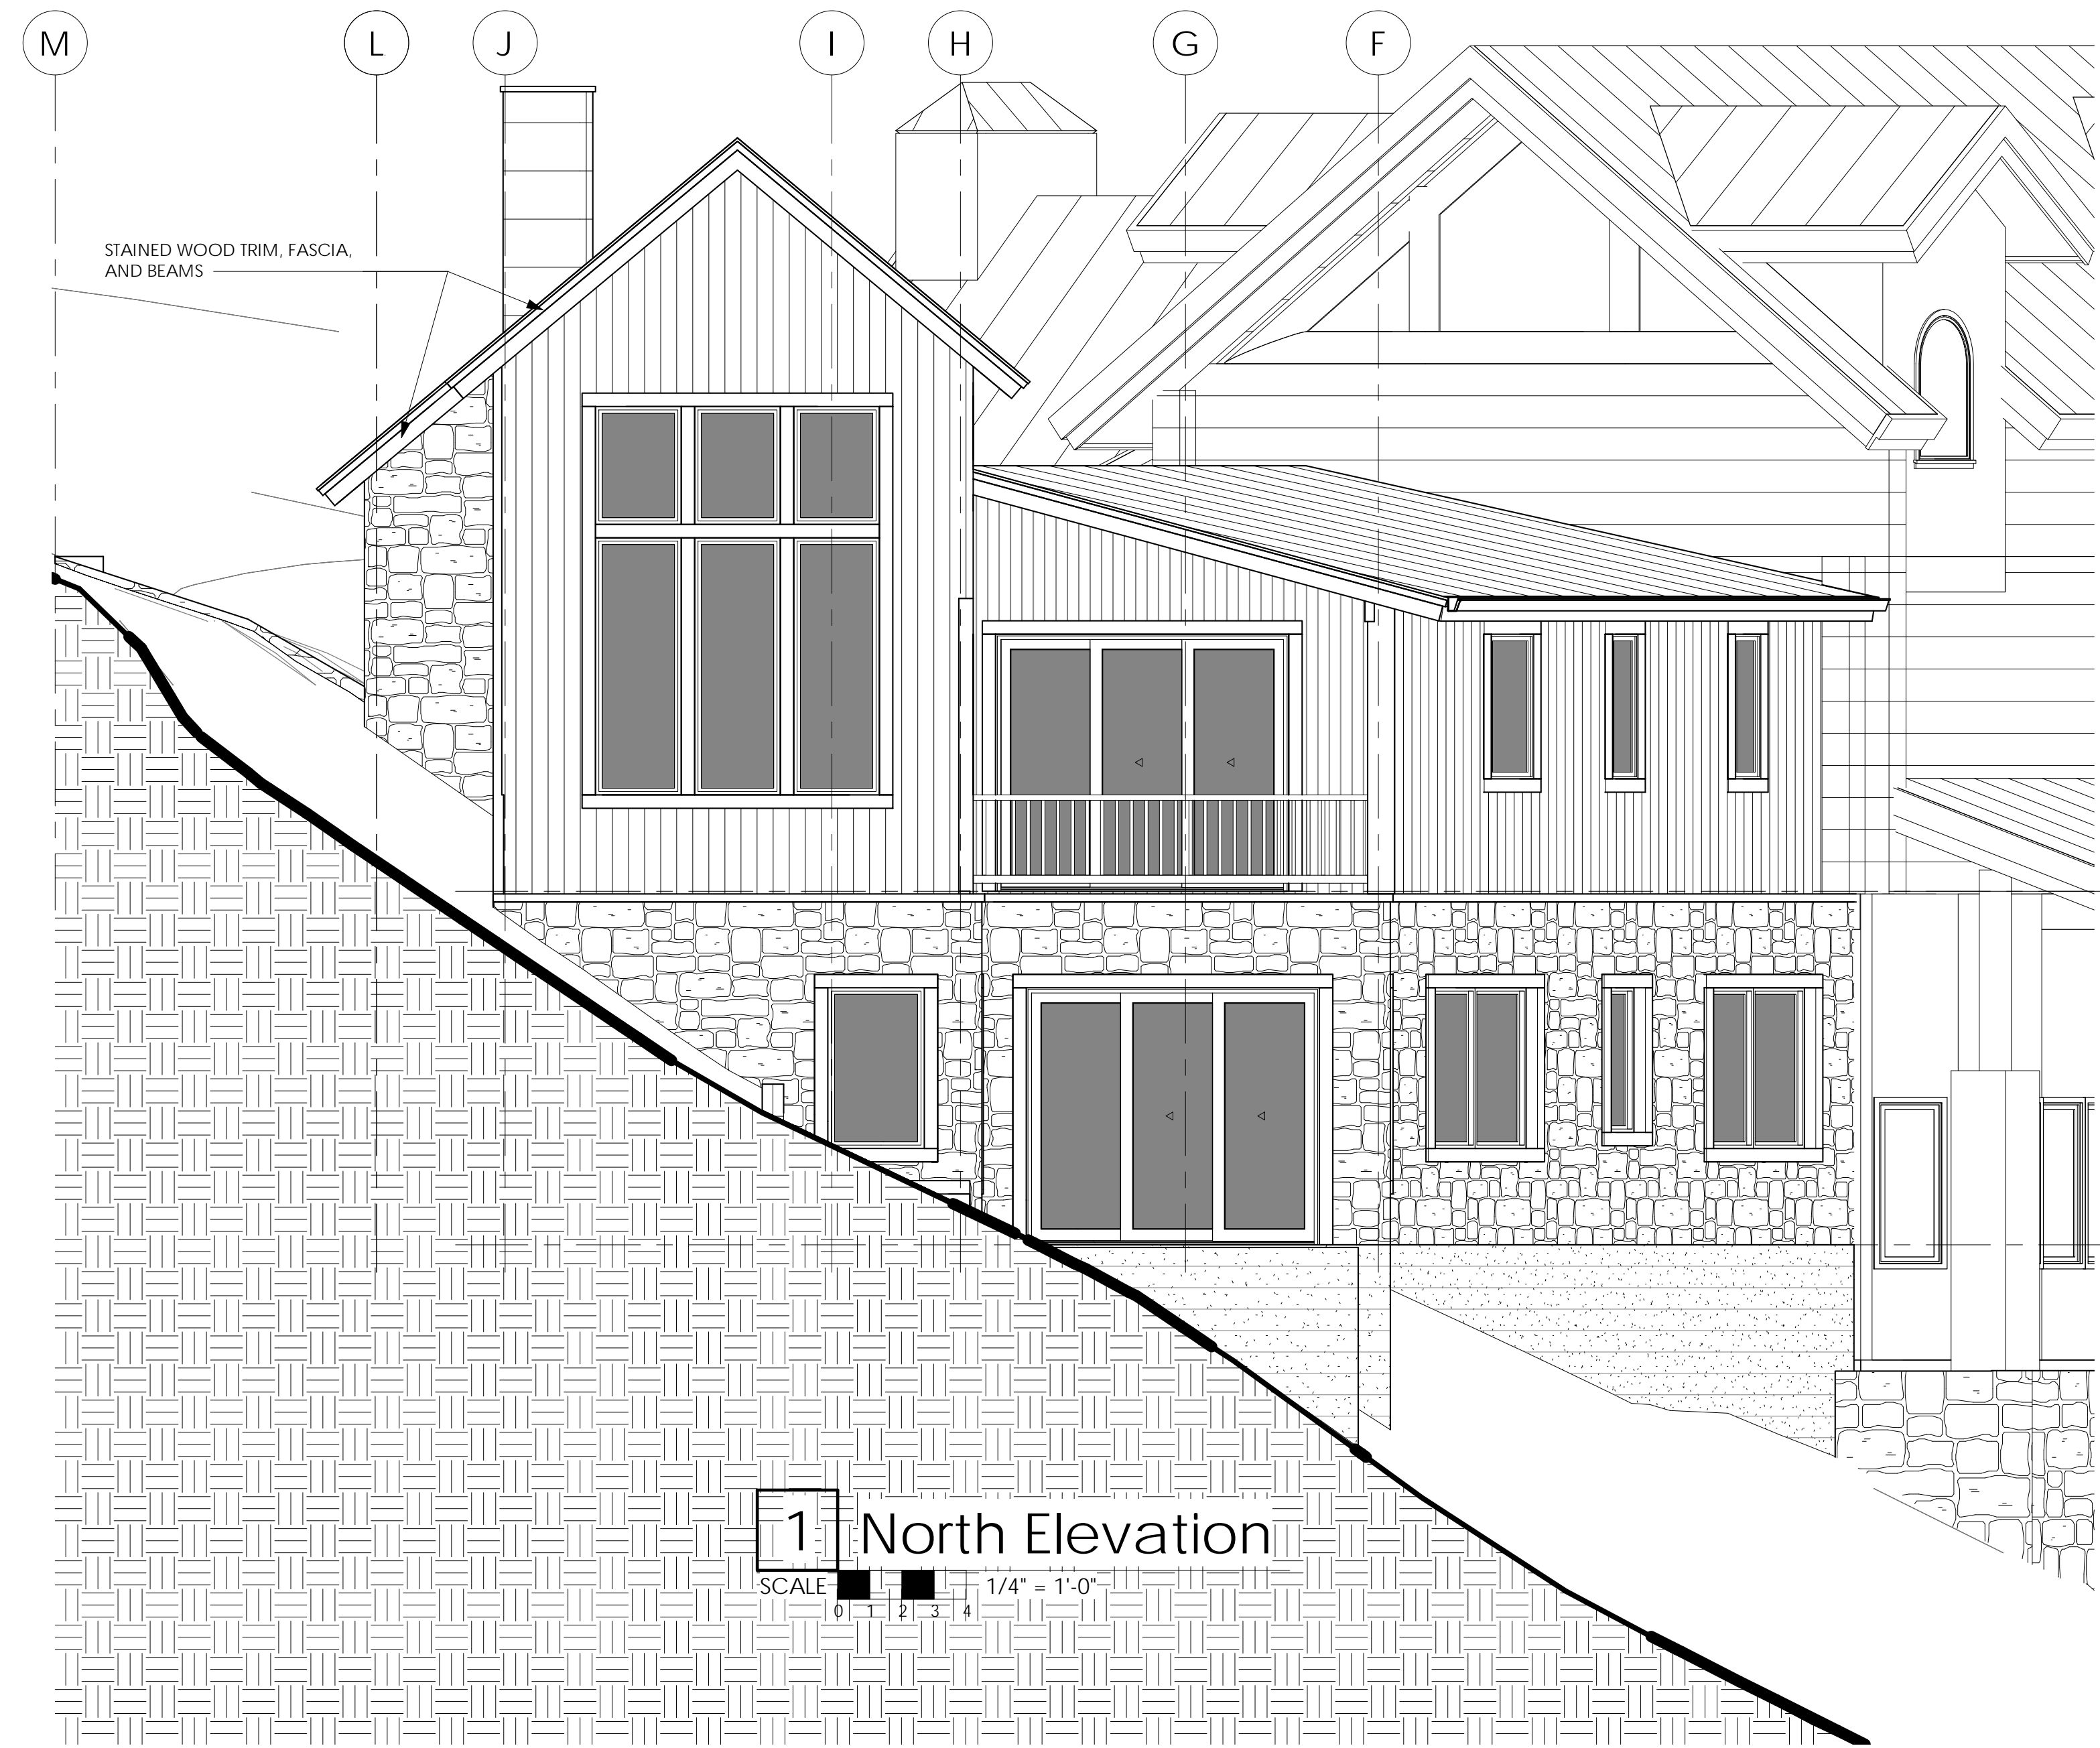 M L J I H G F
STAINED WOOD TRIM, FASCIA,
AND BEAMS
1 North Elevation
SCALE 1/4" = 1'-0"
0 1 2 3 4